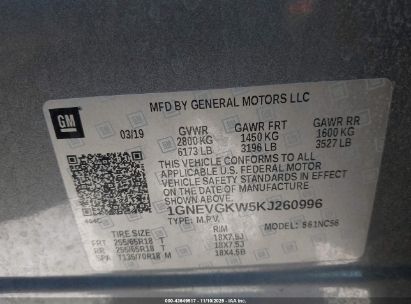 MFD BY GENERAL MOTORS LLC
GM
03/19
GVWR GAWR FRT GAWR RR
2800 KG 1450 KG 1600 KG
6173 LB 3196 LB 3527 LB
THIS VEHICLE CONFORMS TO ALL
APPLICABLE U.S. FEDERAL MOTOR
VEHICLE SAFETY STANDARDS IN EFFECT
ON THE DATE OF MANUFACTURE
SHOWN ABOVE.
1GNEVGKW5KJ260996
TYPE: M.P.V. MODEL:
TIRE SIZE RIM
FRT 255/65R18 T 18X7.5J
RR 255/65R18 T 18X7.5J
SPA T135/70R18 M 18X4.5B